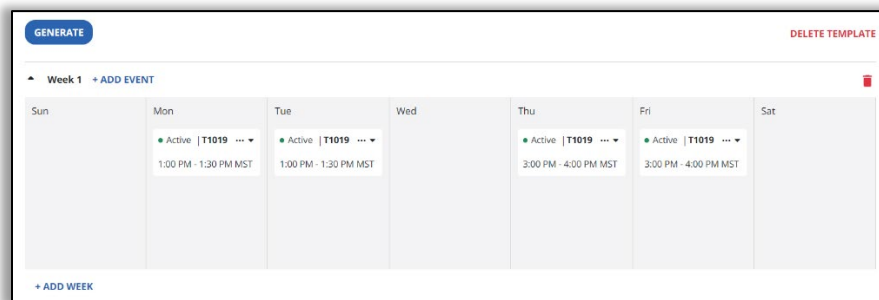 GENERATE
DELETE TEMPLATE
Week 1 + ADD EVENT
Sun Mon Tue Wed Thu Fri Sat
Active | T1019 ··· Active | T1019 ··· Active | T1019 ··· Active | T1019 ···
1:00 PM - 1:30 PM MST 1:00 PM - 1:30 PM MST 3:00 PM - 4:00 PM MST 3:00 PM - 4:00 PM MST
+ ADD WEEK